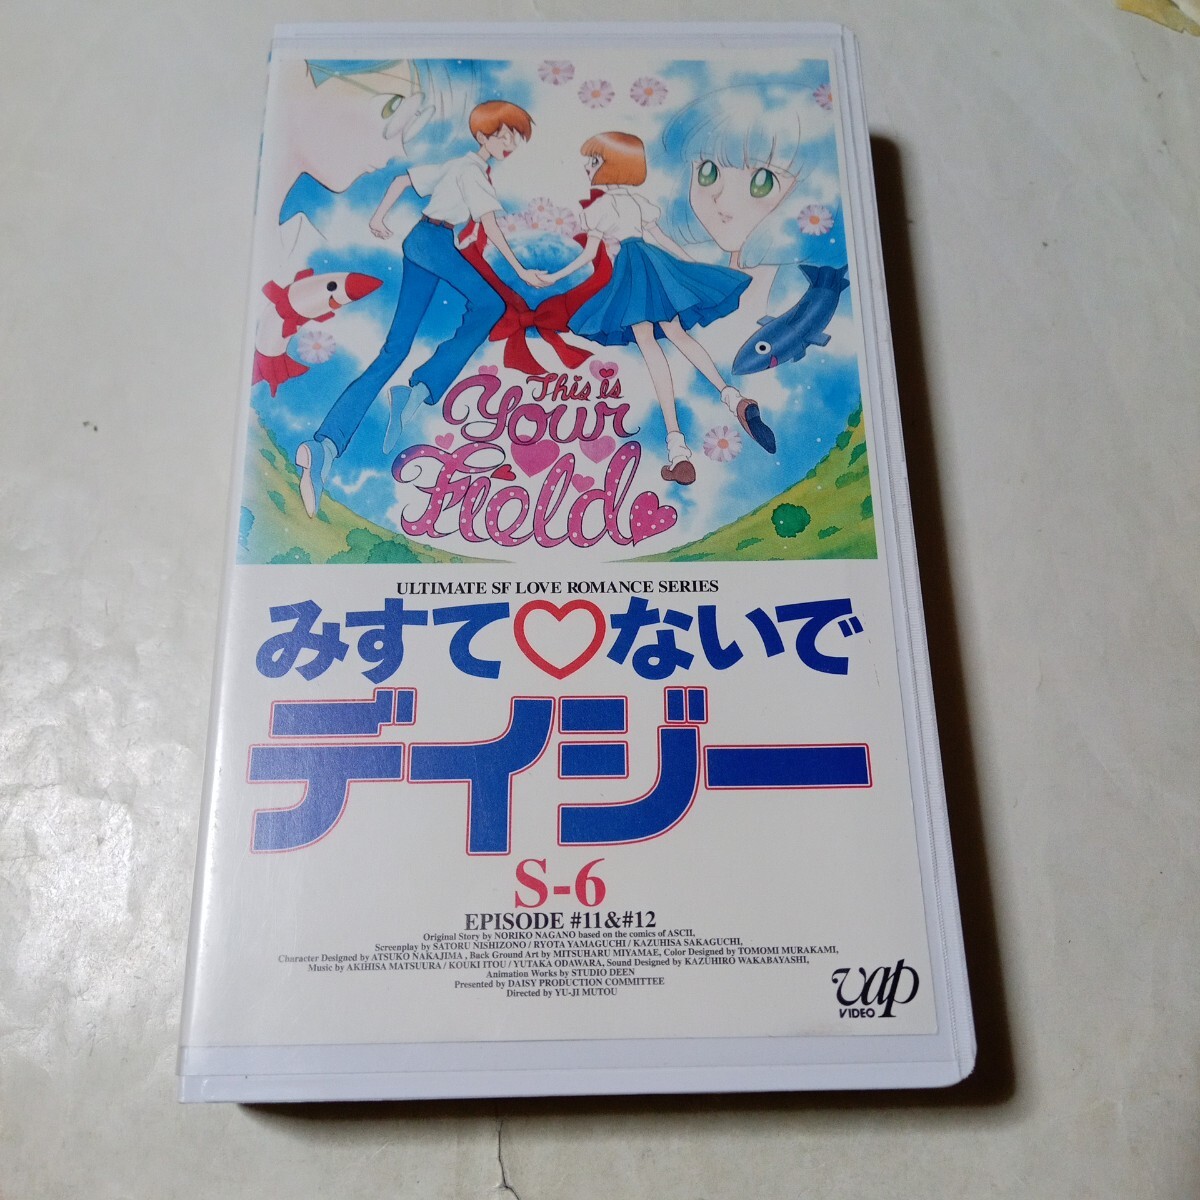 This is
Your
Field
ULTIMATE SF LOVE ROMANCE SERIES
みすて♡ないで
デイジー
S-6
EPISODE #11&#12
Original Story by NORIKO NAGANO based on the comics of ASCII,
Screenplay by SATORU NISHIZONO / RYOTA YAMAGUCHI / KAZUHISA SAKAGUCHI,
Character Designed by ATSUKO NAKAJIMA , Back Ground Art by MITSUHARU MIYAMAE, Color Designed by TOMOMI MURAKAMI,
Music by AKIHISA MATSUURA / KOUKI ITOU / YUTAKA ODAWARA, Sound Designed by KAZUHIRO WAKABAYASHI,
Animation Works by STUDIO DEEN
Presented by DAISY PRODUCTION COMMITTEE
Directed by YU-JI MUTOU
vap
VIDEO